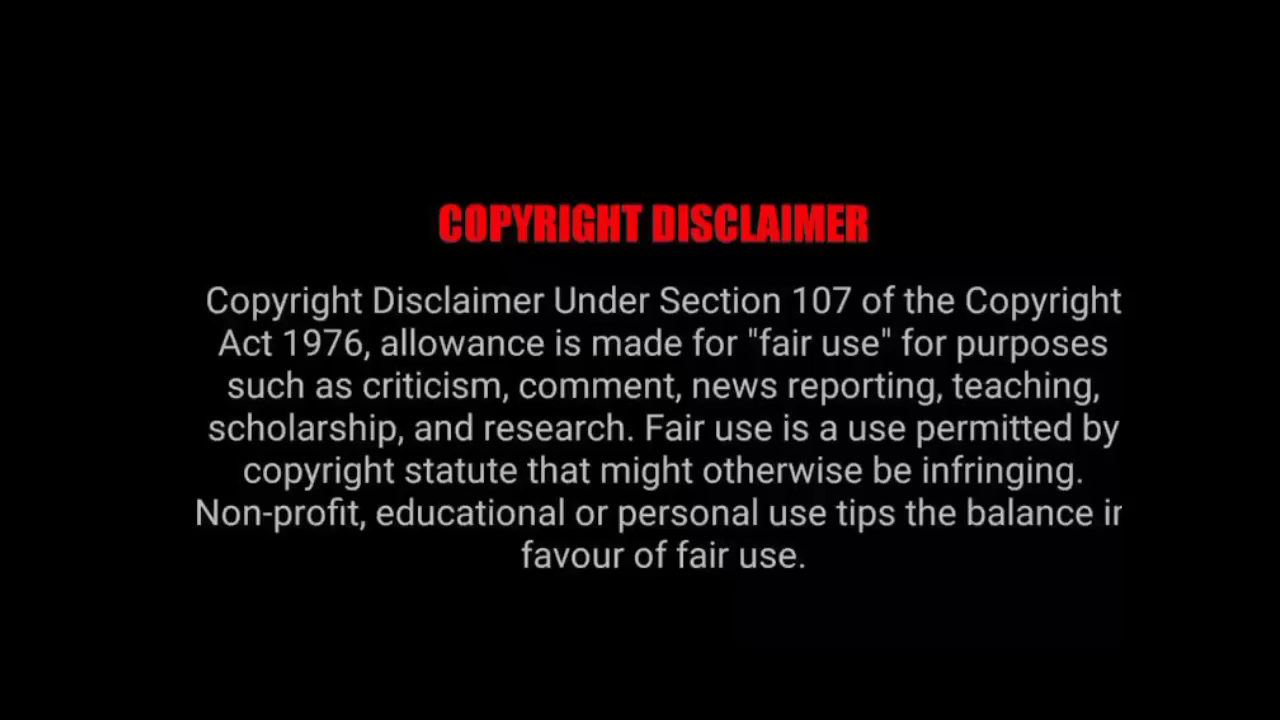 COPYRIGHT DISCLAIMER
Copyright Disclaimer Under Section 107 of the Copyright
Act 1976, allowance is made for "fair use" for purposes
such as criticism, comment, news reporting, teaching,
scholarship, and research. Fair use is a use permitted by
copyright statute that might otherwise be infringing.
Non-profit, educational or personal use tips the balance
favour of fair use.